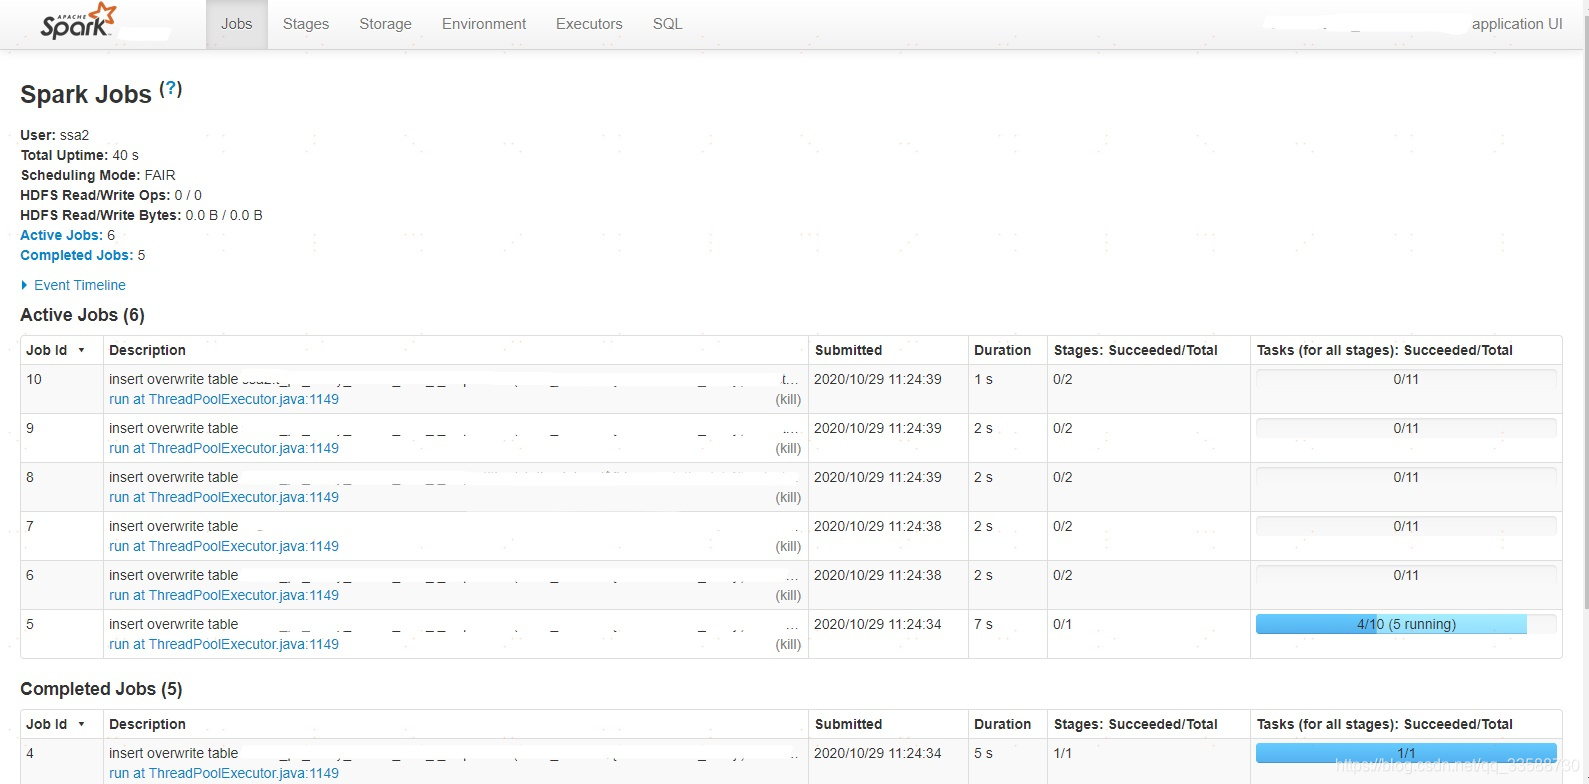 APACHE
Spark
Jobs Stages Storage Environment Executors SQL application UI
Spark Jobs (?)
User: ssa2
Total Uptime: 40 s
Scheduling Mode: FAIR
HDFS Read/Write Ops: 0 / 0
HDFS Read/Write Bytes: 0.0 B / 0.0 B
Active Jobs: 6
Completed Jobs: 5
Event Timeline
Active Jobs (6)
Job Id Description Submitted Duration Stages: Succeeded/Total Tasks (for all stages): Succeeded/Total
10 insert overwrite table 2020/10/29 11:24:39 1 s 0/2 0/11
run at ThreadPoolExecutor.java:1149 (kill)
9 insert overwrite table 2020/10/29 11:24:39 2 s 0/2 0/11
run at ThreadPoolExecutor.java:1149 (kill)
8 insert overwrite table 2020/10/29 11:24:39 2 s 0/2 0/11
run at ThreadPoolExecutor.java:1149 (kill)
7 insert overwrite table 2020/10/29 11:24:38 2 s 0/2 0/11
run at ThreadPoolExecutor.java:1149 (kill)
6 insert overwrite table ... 2020/10/29 11:24:38 2 s 0/2 0/11
run at ThreadPoolExecutor.java:1149 (kill)
5 insert overwrite table ... 2020/10/29 11:24:34 7 s 0/1 4/10 (5 running)
run at ThreadPoolExecutor.java:1149 (kill)
Completed Jobs (5)
Job Id Description Submitted Duration Stages: Succeeded/Total Tasks (for all stages): Succeeded/Total
4 insert overwrite table ... 2020/10/29 11:24:34 5 s 1/1 1/1
run at ThreadPoolExecutor.java:1149
https://blog.csdn.net/qq_33588730